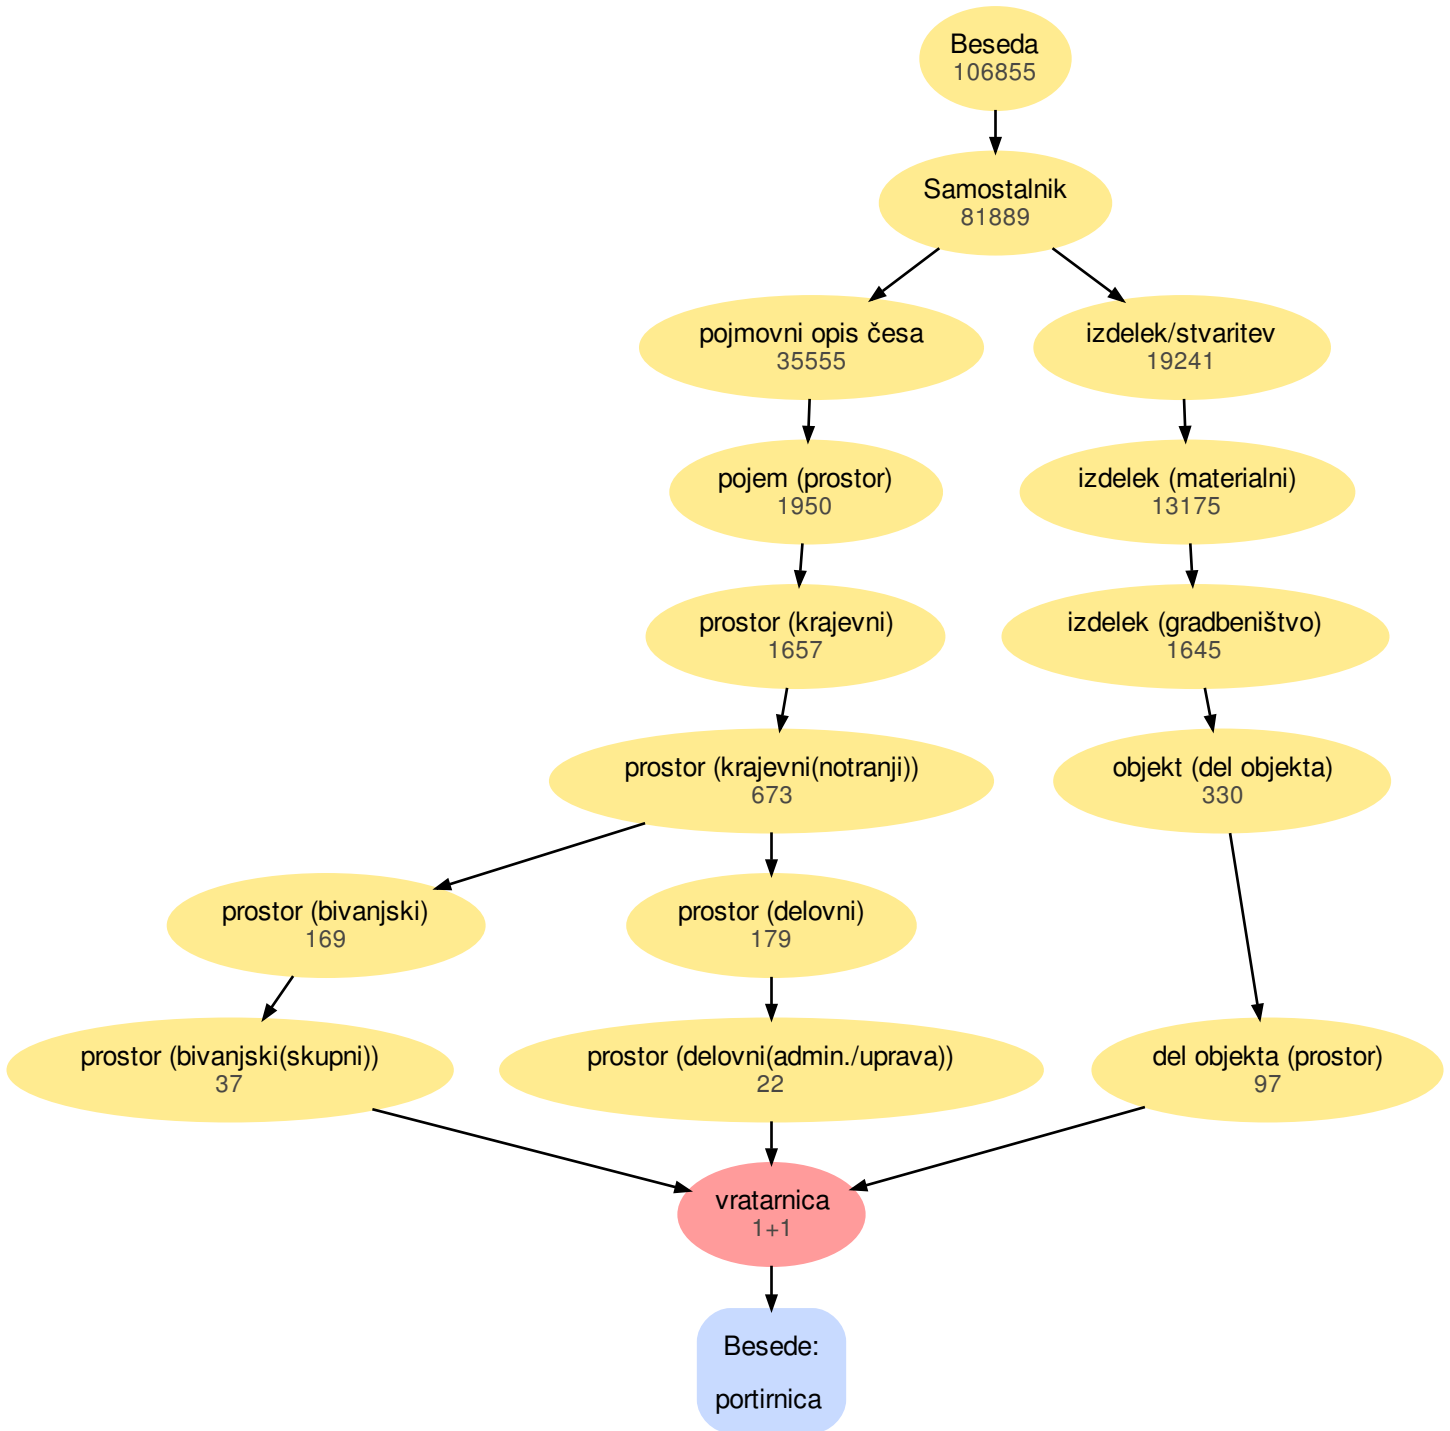 Beseda
106855
Samostalnik
81889
pojmovni opis česa
35555
izdelek/stvaritev
19241
pojem (prostor)
1950
izdelek (materialni)
13175
prostor (krajevni)
1657
izdelek (gradbeništvo)
1645
prostor (krajevni(notranji))
673
objekt (del objekta)
330
prostor (bivanjski)
169
prostor (delovni)
179
prostor (bivanjski(skupni))
37
prostor (delovni(admin./uprava))
22
del objekta (prostor)
97
vratarnica
1+1
Besede:
portirnica